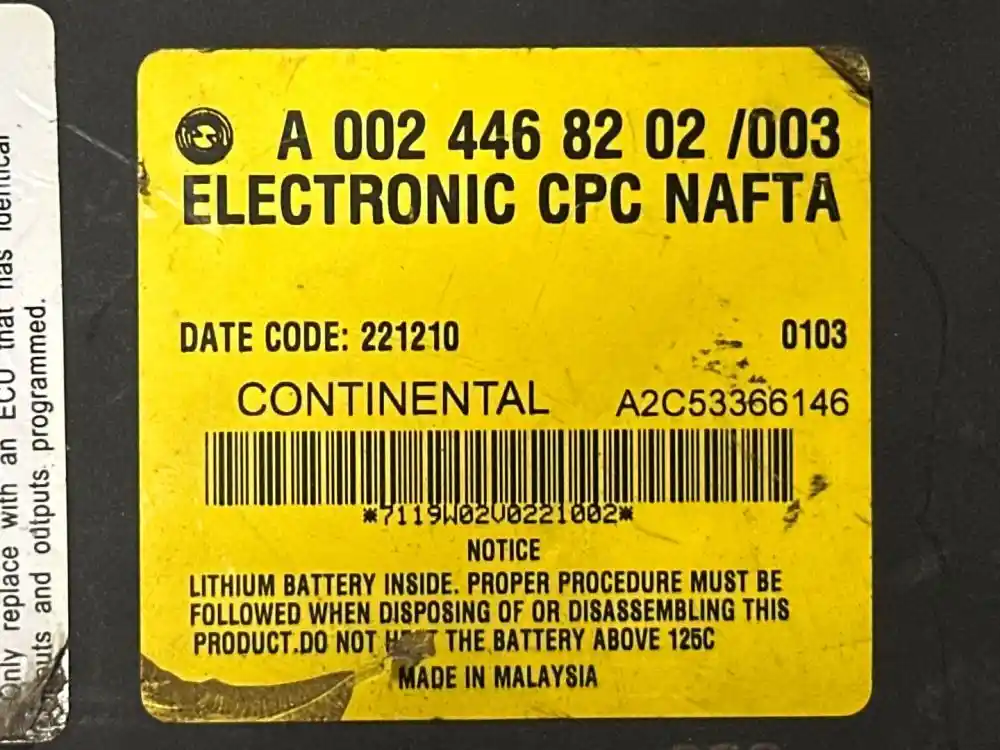 A 002 446 82 02 /003
ELECTRONIC CPC NAFTA
DATE CODE: 221210 0103
CONTINENTAL A2C53366146
*7119W02V0221002*
NOTICE
LITHIUM BATTERY INSIDE. PROPER PROCEDURE MUST BE
FOLLOWED WHEN DISPOSING OF OR DISASSEMBLING THIS
PRODUCT.DO NOT THE BATTERY ABOVE 125C
MADE IN MALAYSIA
Only replace with an ECU that has identical
and outputs programmed.